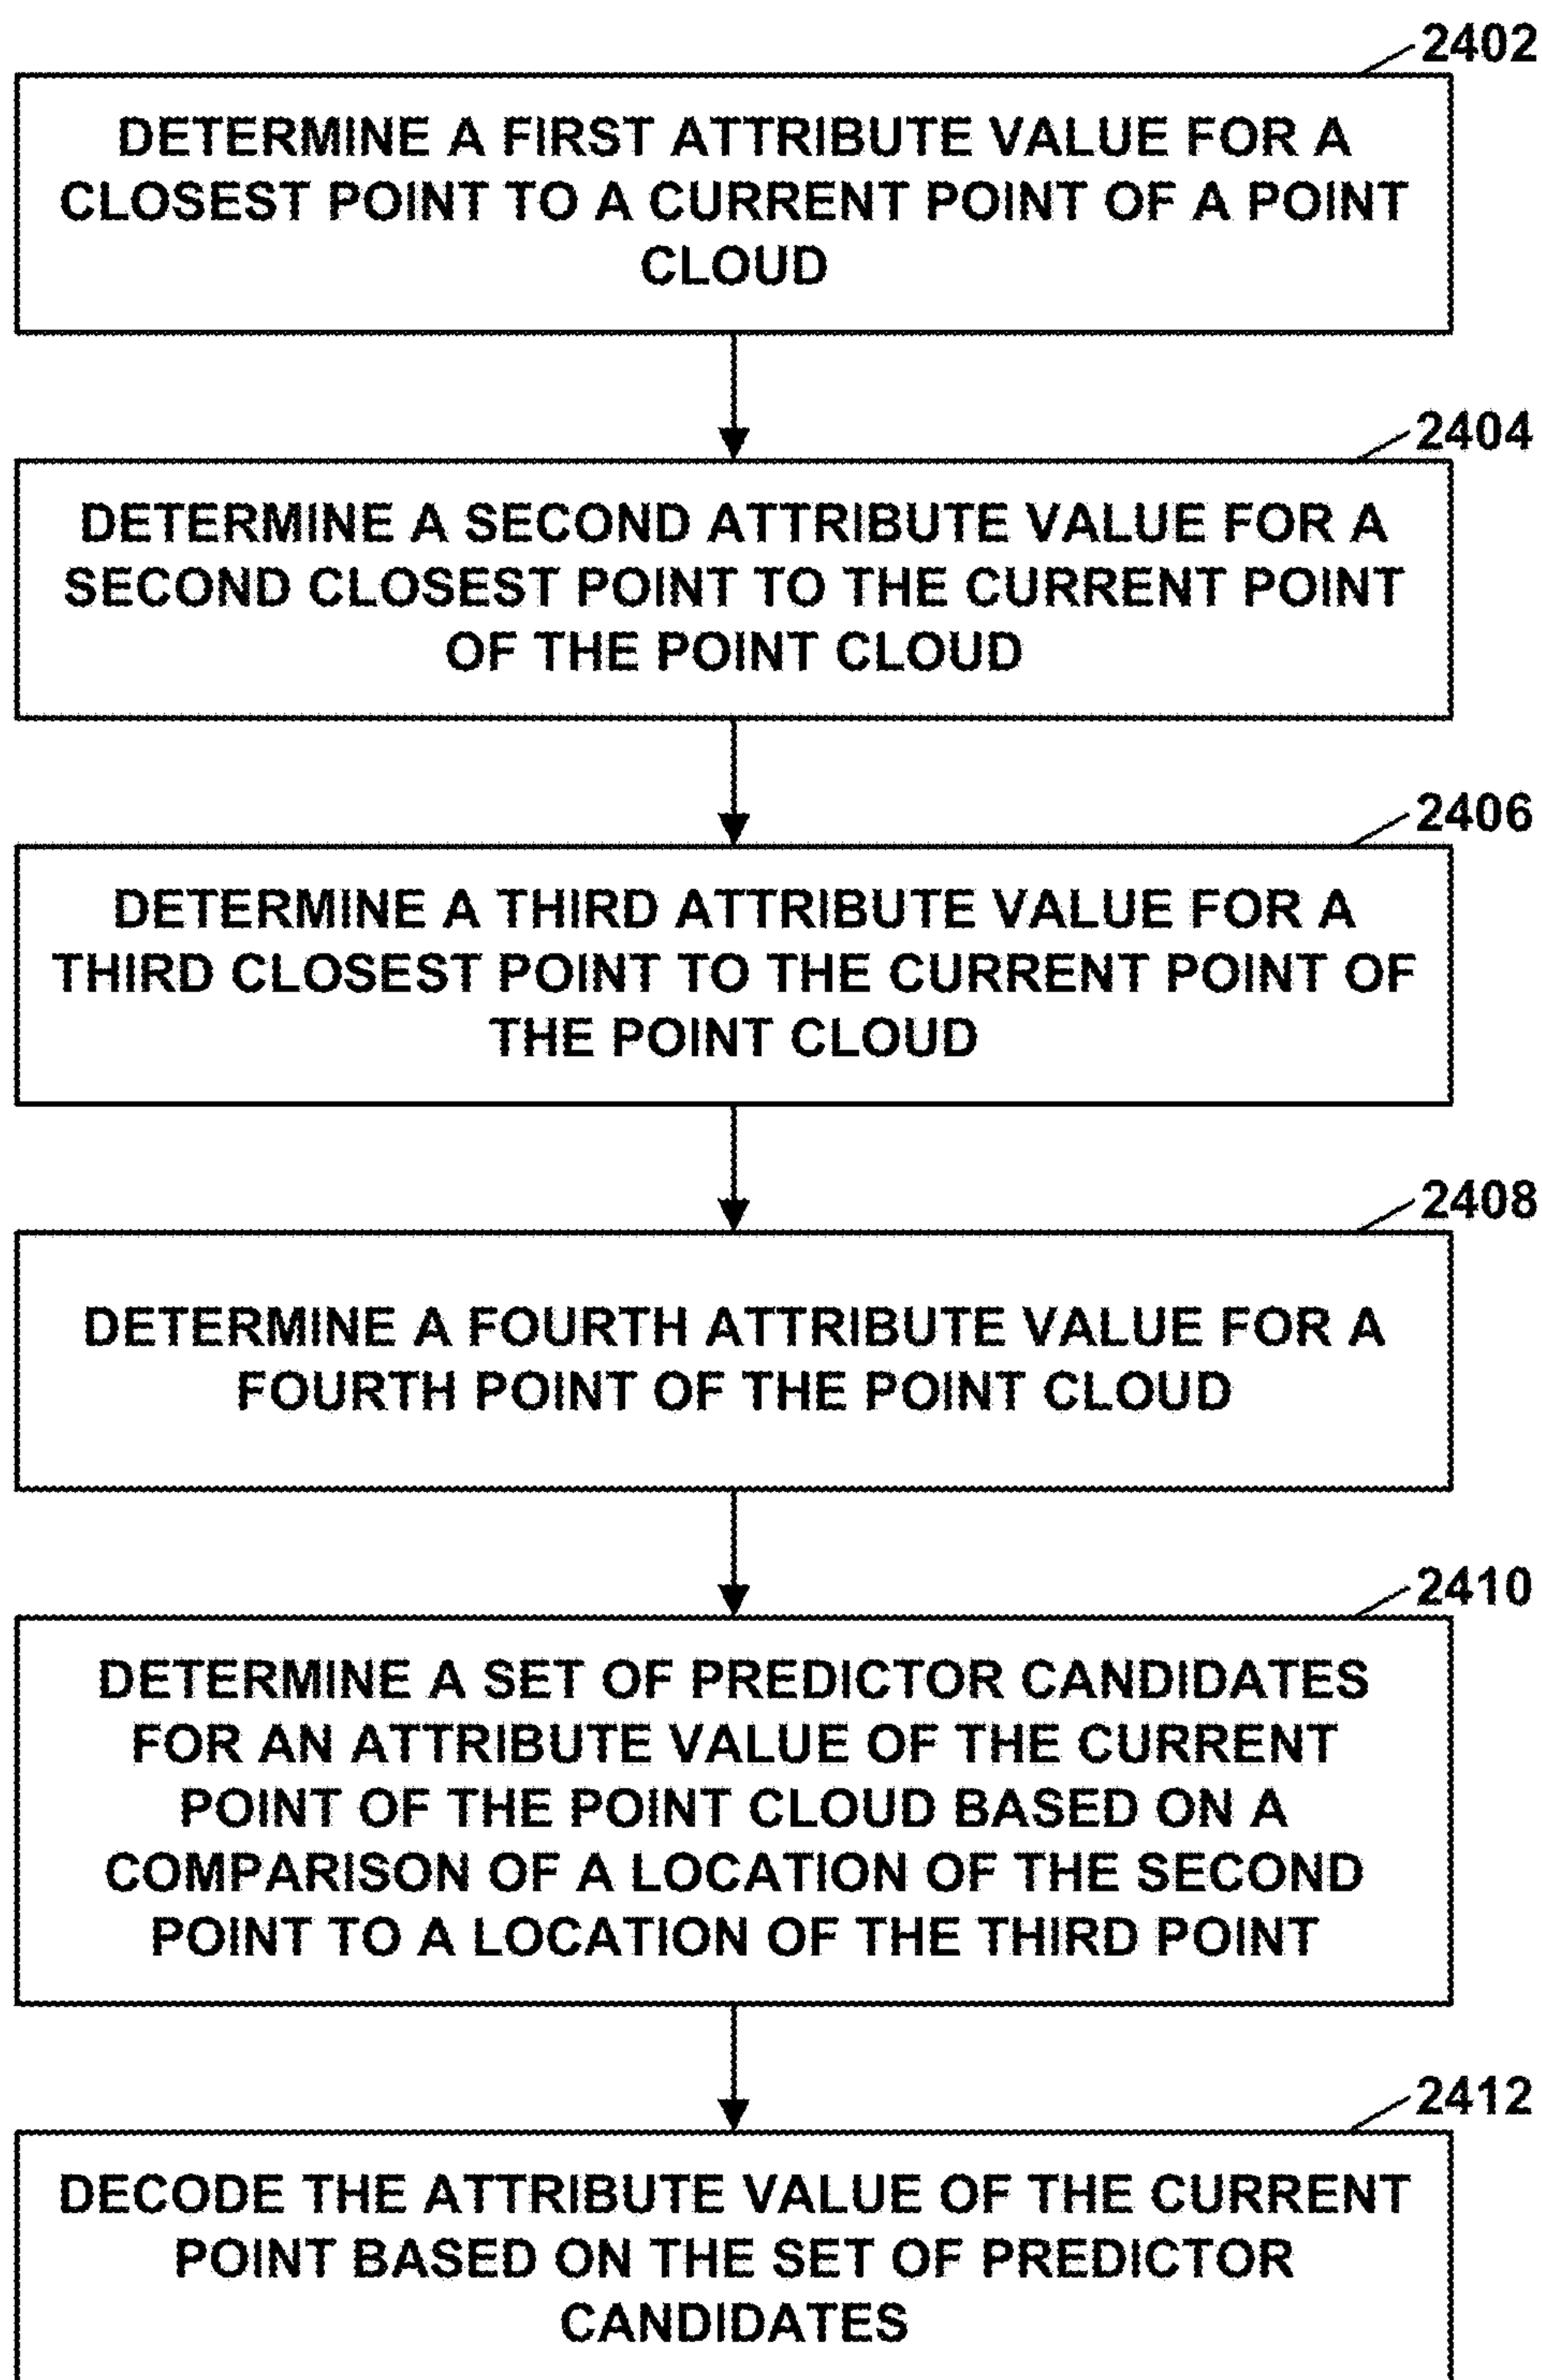 2402
DETERMINE A FIRST ATTRIBUTE VALUE FOR A
CLOSEST POINT TO A CURRENT POINT OF A POINT
CLOUD
2404
DETERMINE A SECOND ATTRIBUTE VALUE FOR A
SECOND CLOSEST POINT TO THE CURRENT POINT
OF THE POINT CLOUD
2406
DETERMINE A THIRD ATTRIBUTE VALUE FOR A
THIRD CLOSEST POINT TO THE CURRENT POINT OF
THE POINT CLOUD
2408
DETERMINE A FOURTH ATTRIBUTE VALUE FOR A
FOURTH POINT OF THE POINT CLOUD
2410
DETERMINE A SET OF PREDICTOR CANDIDATES
FOR AN ATTRIBUTE VALUE OF THE CURRENT
POINT OF THE POINT CLOUD BASED ON A
COMPARISON OF A LOCATION OF THE SECOND
POINT TO A LOCATION OF THE THIRD POINT
2412
DECODE THE ATTRIBUTE VALUE OF THE CURRENT
POINT BASED ON THE SET OF PREDICTOR
CANDIDATES